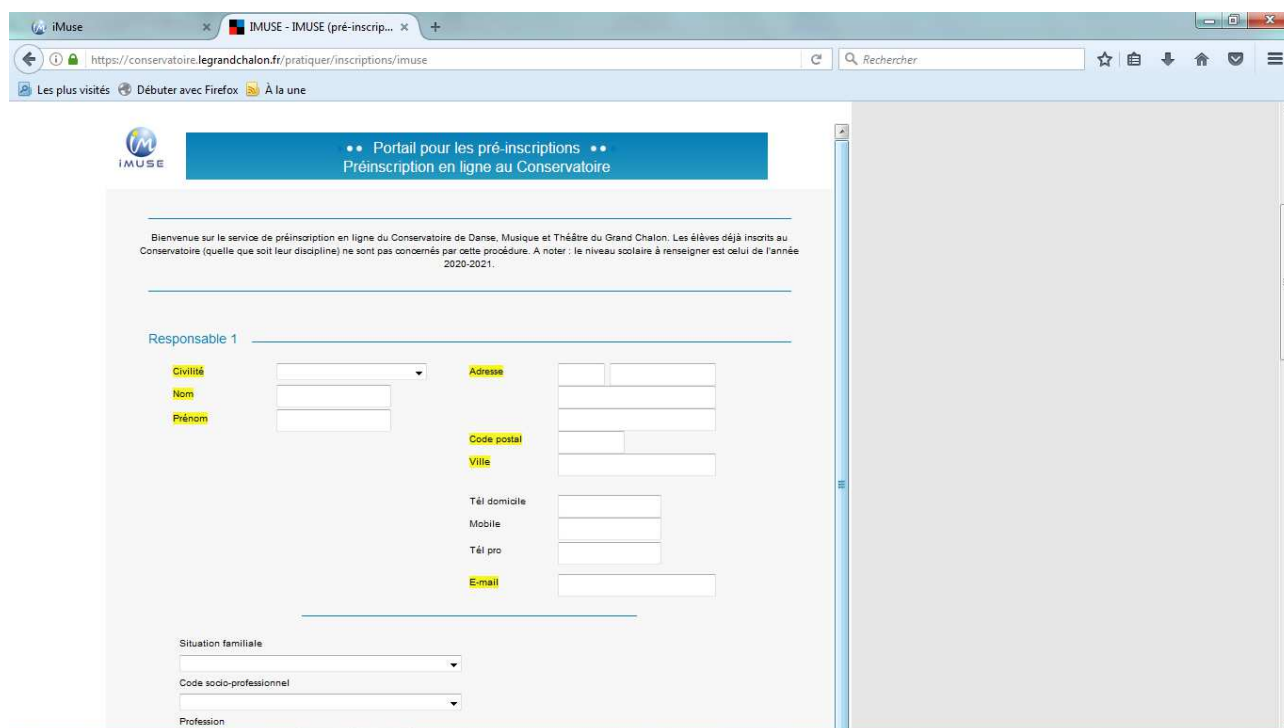 iMuse
IMUSE - IMUSE (pré-inscrip...
https://conservatoire.legrandchalon.fr/pratiquer/inscriptions/imuse
Rechercher
Les plus visités
Débuter avec Firefox
À la une
iMUSE
Portail pour les pré-inscriptions
Préinscription en ligne au Conservatoire
Bienvenue sur le service de préinscription en ligne du Conservatoire de Danse, Musique et Théâtre du Grand Chalon. Les élèves déjà inscrits au
Conservatoire (quelle que soit leur discipline) ne sont pas concernés par cette procédure. A noter : le niveau scolaire à renseigner est celui de l'année
2020-2021.
Responsable 1
Civilité
Adresse
Nom
Prénom
Code postal
Ville
Tél domicile
Mobile
Tél pro
E-mail
Situation familiale
Code socio-professionnel
Profession